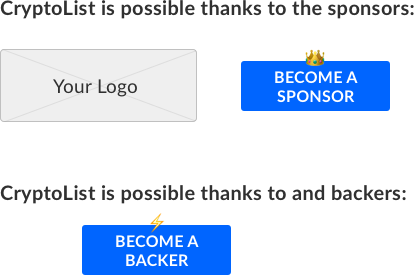 CryptoList is possible thanks to the sponsors:
Your Logo
BECOME A
SPONSOR
CryptoList is possible thanks to and backers:
BECOME A
BACKER